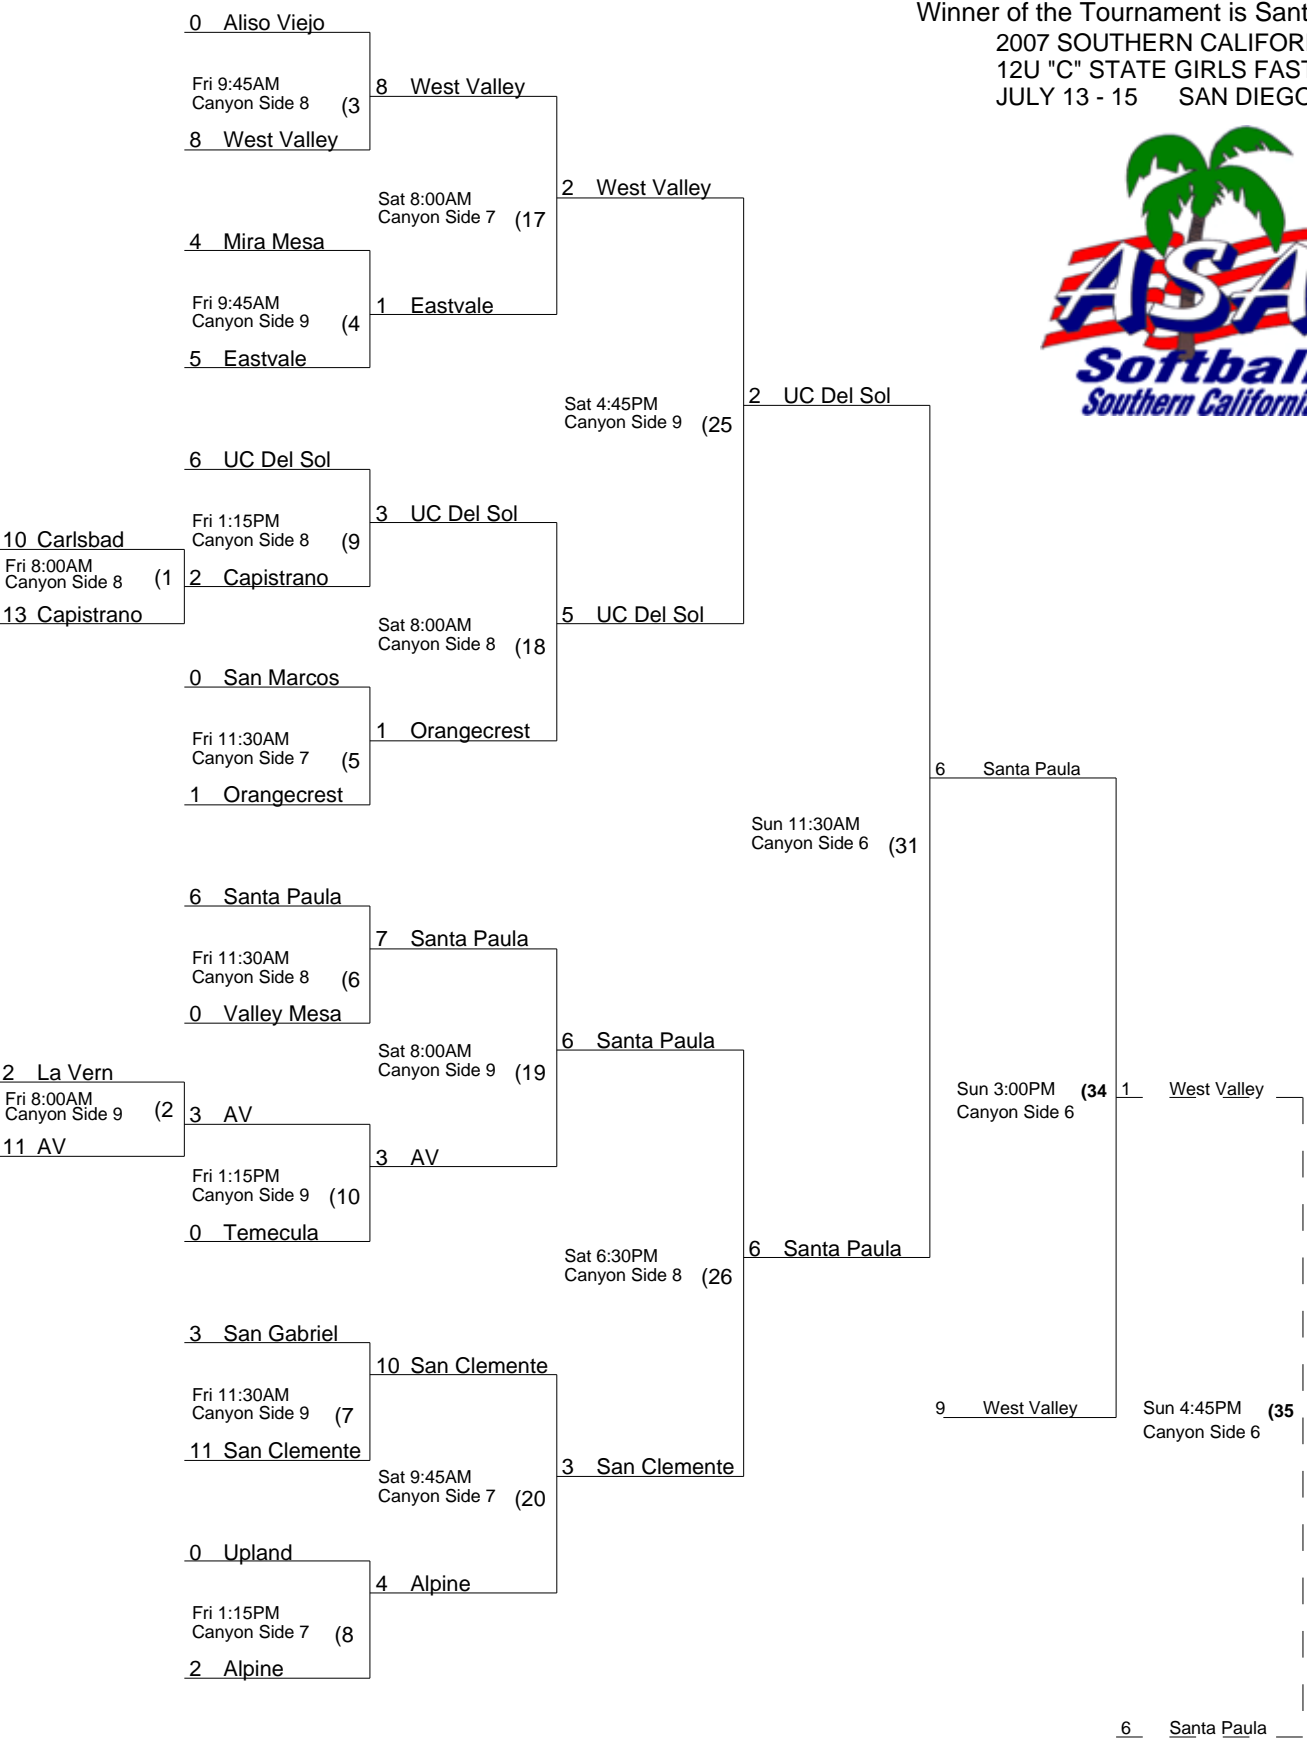 Winner of the Tournament is Sant
2007 SOUTHERN CALIFOR
12U "C" STATE GIRLS FAST
JULY 13 - 15 SAN DIEGO
ASA
Softball
Southern California
0 Aliso Viejo
Fri 9:45AM
Canyon Side 8 (3
8 West Valley
8 West Valley
Sat 8:00AM
Canyon Side 7 (17
2 West Valley
4 Mira Mesa
Fri 9:45AM
Canyon Side 9 (4
1 Eastvale
5 Eastvale
Sat 4:45PM
Canyon Side 9 (25
2 UC Del Sol
6 UC Del Sol
Fri 1:15PM
Canyon Side 8 (9
3 UC Del Sol
10 Carlsbad
Fri 8:00AM
Canyon Side 8 (1
2 Capistrano
13 Capistrano
Sat 8:00AM
Canyon Side 8 (18
5 UC Del Sol
0 San Marcos
Fri 11:30AM
Canyon Side 7 (5
1 Orangecrest
1 Orangecrest
6 Santa Paula
Sun 11:30AM
Canyon Side 6 (31
6 Santa Paula
Fri 11:30AM
Canyon Side 8 (6
7 Santa Paula
0 Valley Mesa
Sat 8:00AM
Canyon Side 9 (19
6 Santa Paula
2 La Vern
Fri 8:00AM
Canyon Side 9 (2
3 AV
11 AV
Fri 1:15PM
Canyon Side 9 (10
3 AV
0 Temecula
Sun 3:00PM (34
Canyon Side 6
1 West Valley
Sat 6:30PM
Canyon Side 8 (26
6 Santa Paula
3 San Gabriel
Fri 11:30AM
Canyon Side 9 (7
10 San Clemente
11 San Clemente
9 West Valley
Sun 4:45PM (35
Canyon Side 6
Sat 9:45AM
Canyon Side 7 (20
3 San Clemente
0 Upland
Fri 1:15PM
Canyon Side 7 (8
4 Alpine
2 Alpine
6 Santa Paula